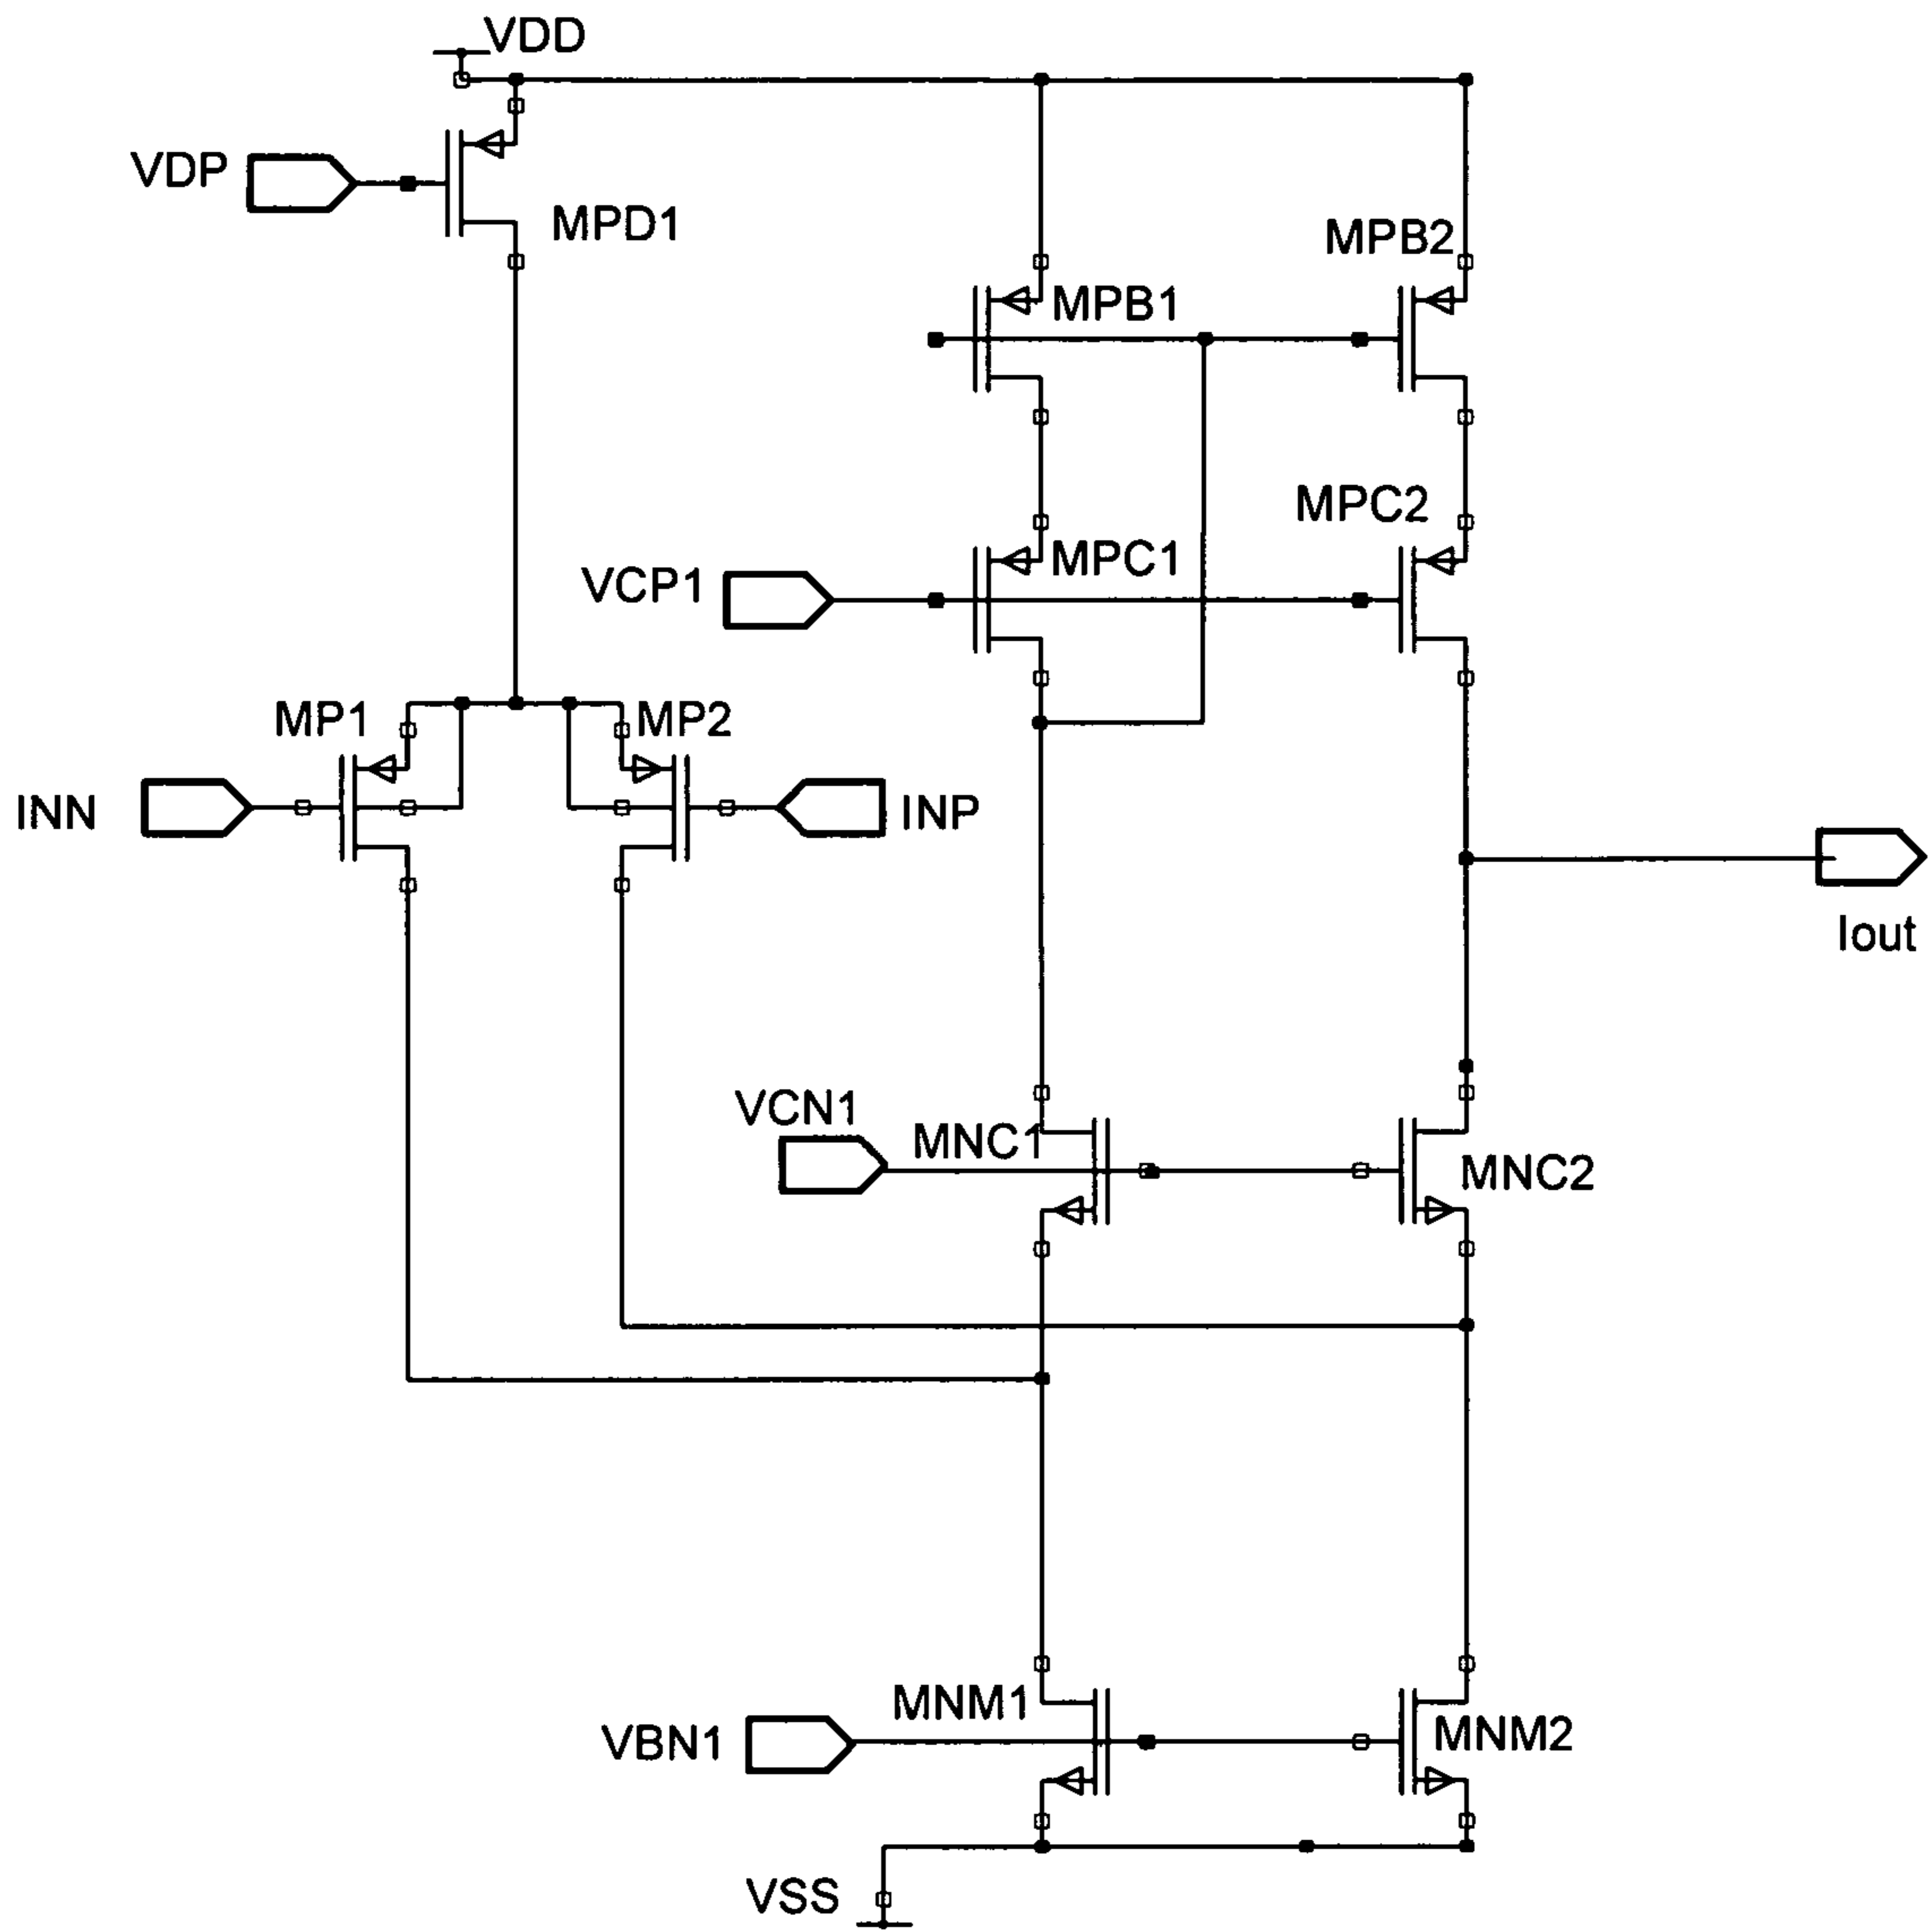 VDD
VDP
MPD1
MPB2
MPB1
MPC2
MPC1
VCP1
MP1
MP2
INN
INP
Iout
VCN1
MNC1
MNC2
MNM1
MNM2
VBN1
VSS